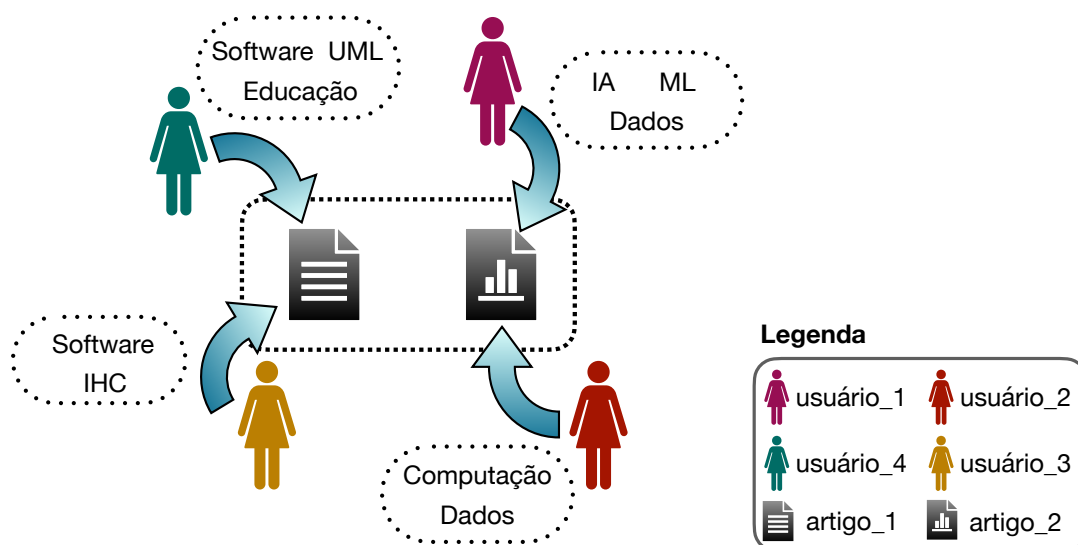 Software UML
Educação
IA ML
Dados
Software
IHC
Computação
Dados
Legenda
usuário_1
usuário_2
usuário_4
usuário_3
artigo_1
artigo_2